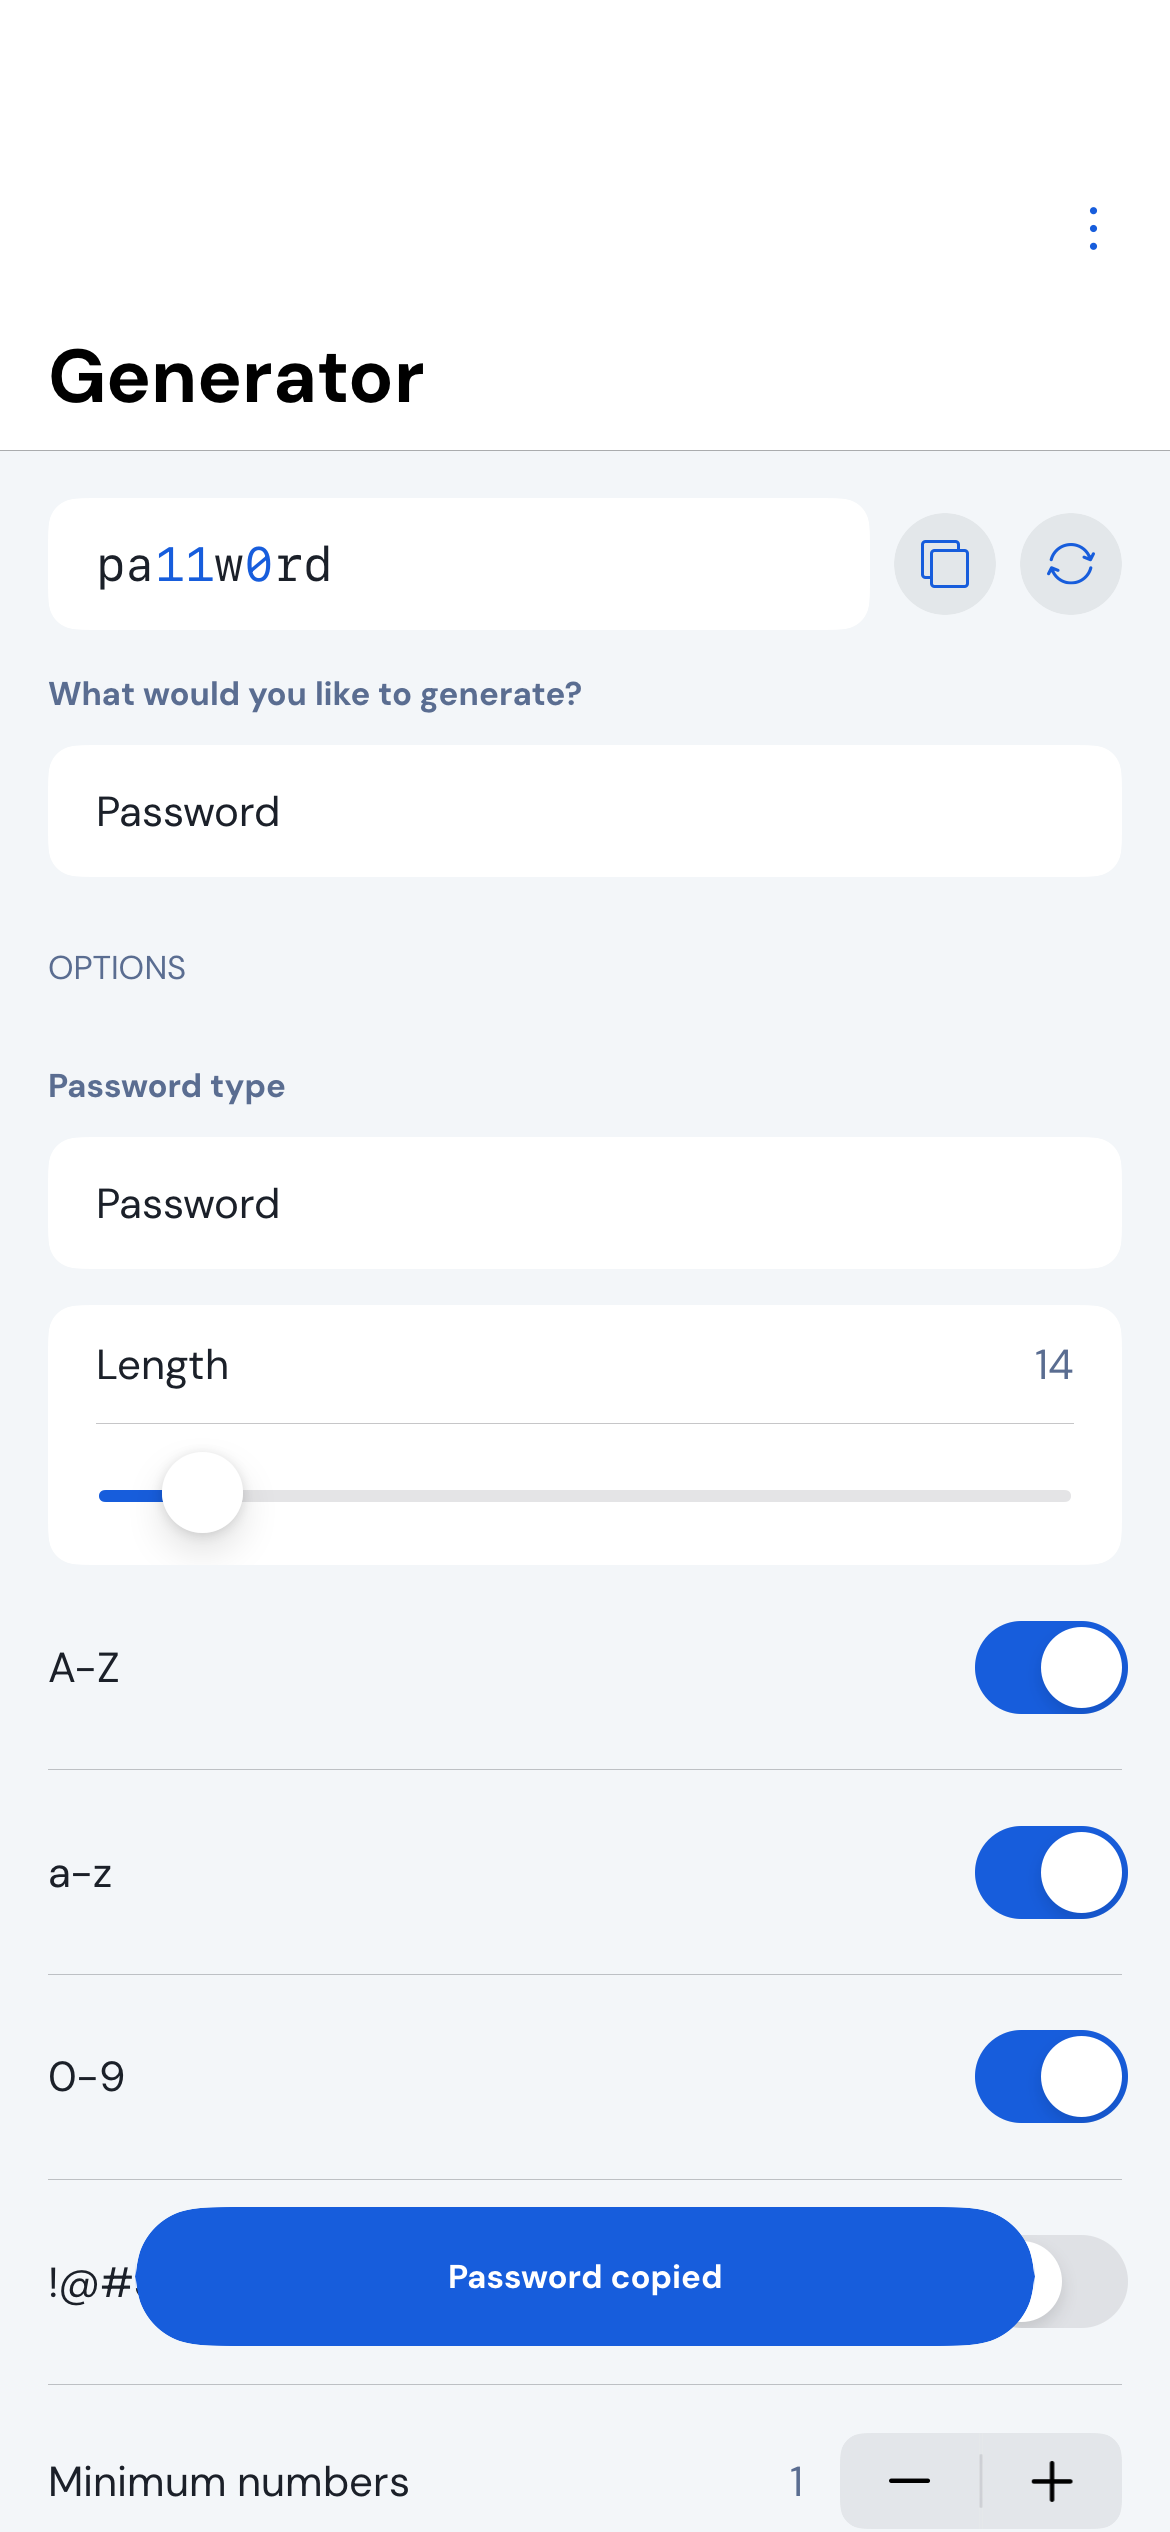 Generator
pa11w0rd
What would you like to generate?
Password
OPTIONS
Password type
Password
Length 14
A-Z
a-z
0-9
!@#
Password copied
Minimum numbers 1